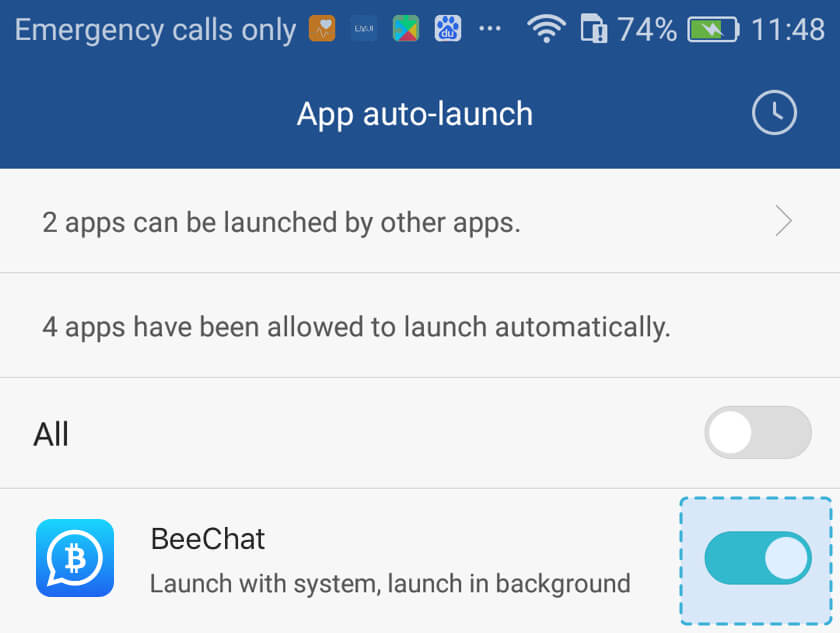 Emergency calls only 74% 11:48
App auto-launch
2 apps can be launched by other apps.
4 apps have been allowed to launch automatically.
All
BeeChat
Launch with system, launch in background